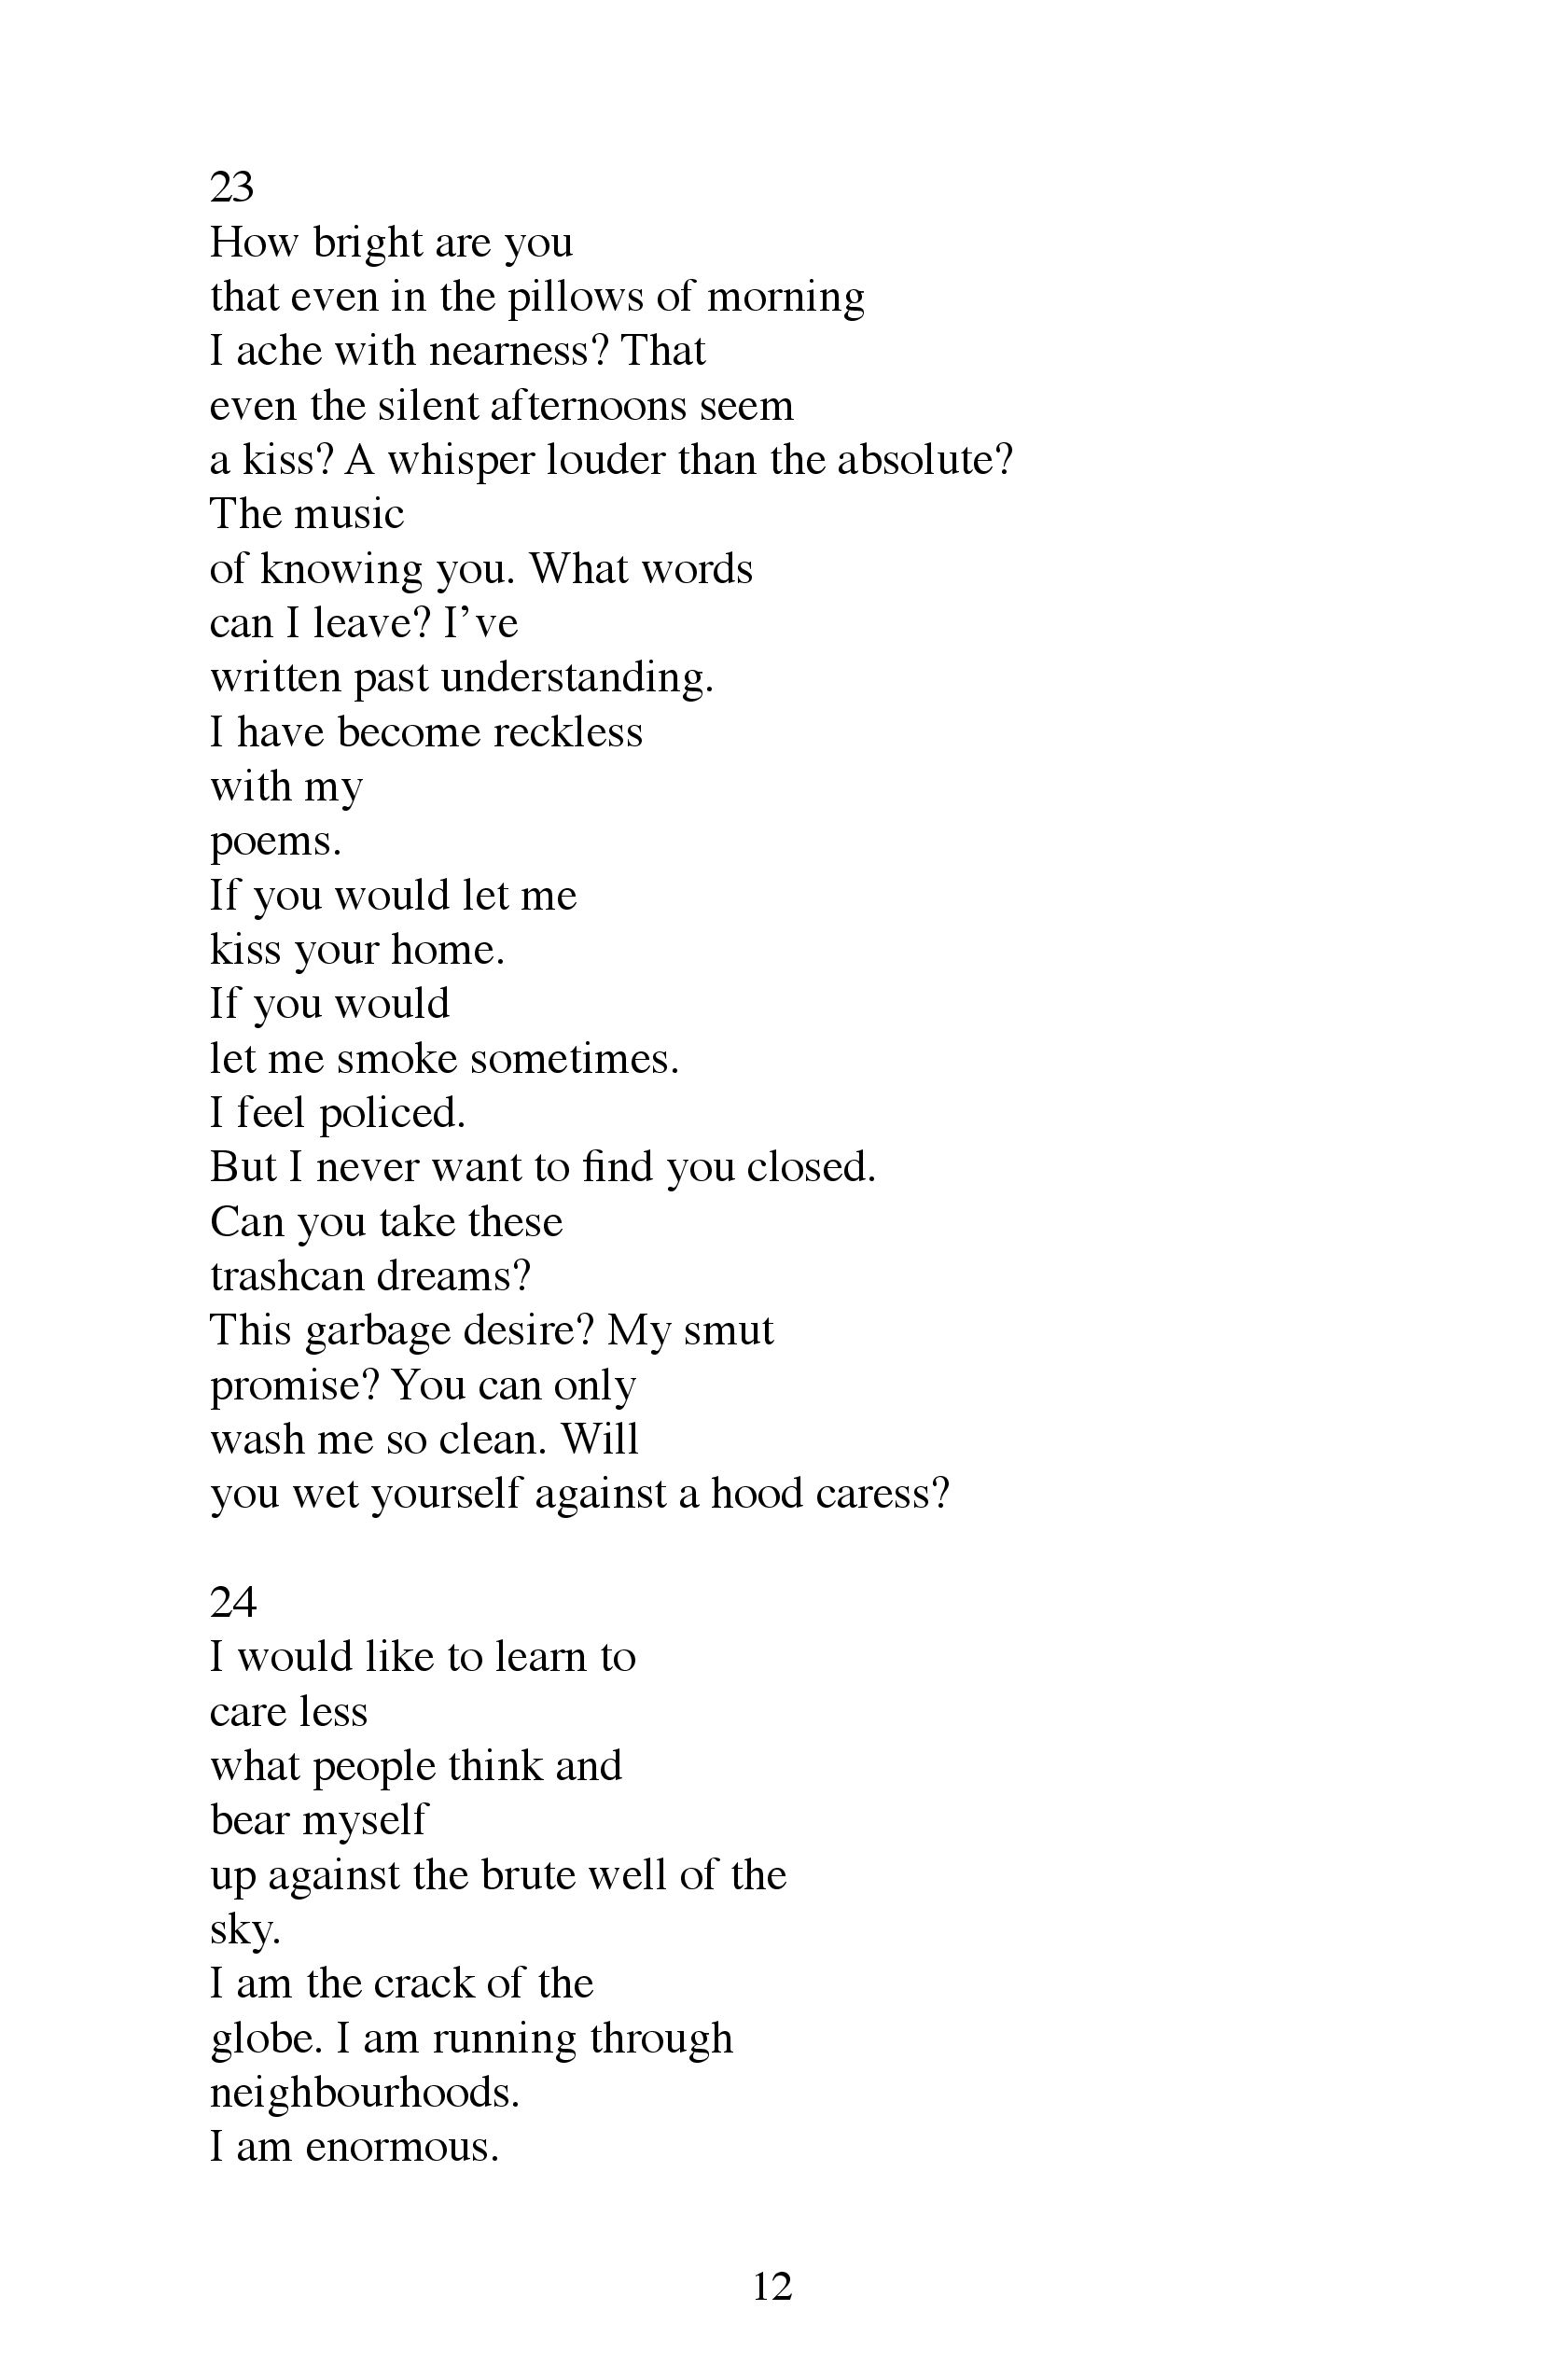 23
How bright are you
that even in the pillows of morning
I ache with nearness? That
even the silent afternoons seem
a kiss? A whisper louder than the absolute?
The music
of knowing you. What words
can I leave? I’ve
written past understanding.
I have become reckless
with my
poems.
If you would let me
kiss your home.
If you would
let me smoke sometimes.
I feel policed.
But I never want to find you closed.
Can you take these
trashcan dreams?
This garbage desire? My smut
promise? You can only
wash me so clean. Will
you wet yourself against a hood caress?
24
I would like to learn to
care less
what people think and
bear myself
up against the brute well of the
sky.
I am the crack of the
globe. I am running through
neighbourhoods.
I am enormous.
12